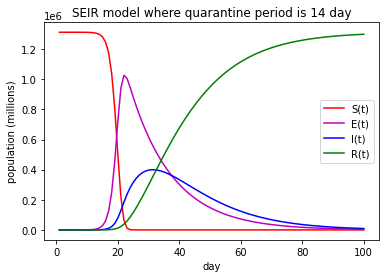 SEIR model where quarantine period is 14 day
1e6
population (millions)
1.2
1.0
0.8
0.6
0.4
0.2
0.0
S(t)
E(t)
I(t)
R(t)
0 20 40 60 80 100
day